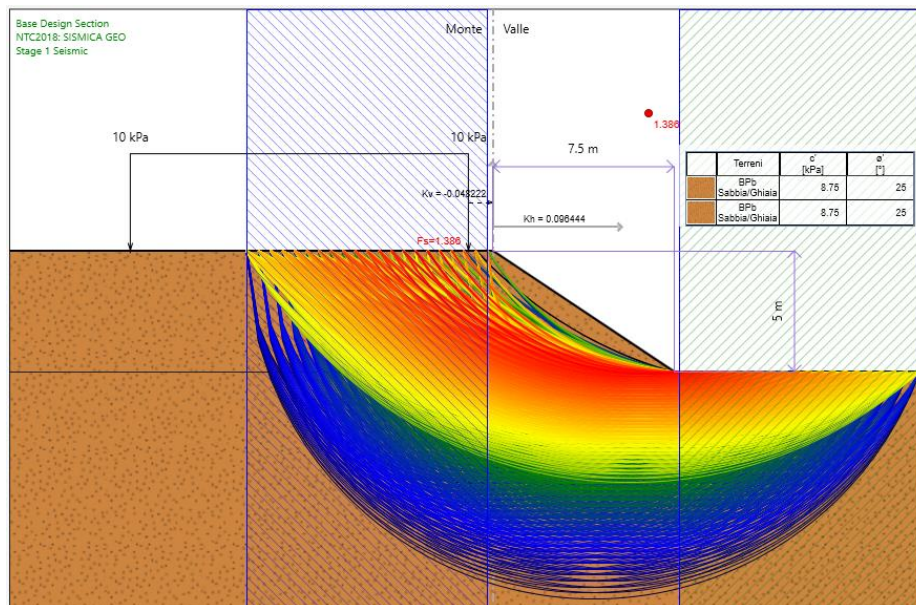 Base Design Section
NTC2018: SISMICA GEO
Stage 1 Seismic
Monte
Valle
1.386
10 kPa
10 kPa
7.5 m
Terreni c' [kPa] ø' [°]
BPb Sabbia/Ghiaia 8.75 25
BPb Sabbia/Ghiaia 8.75 25
Kv = -0.048222
Kh = 0.096444
Fs=1.386
5 m